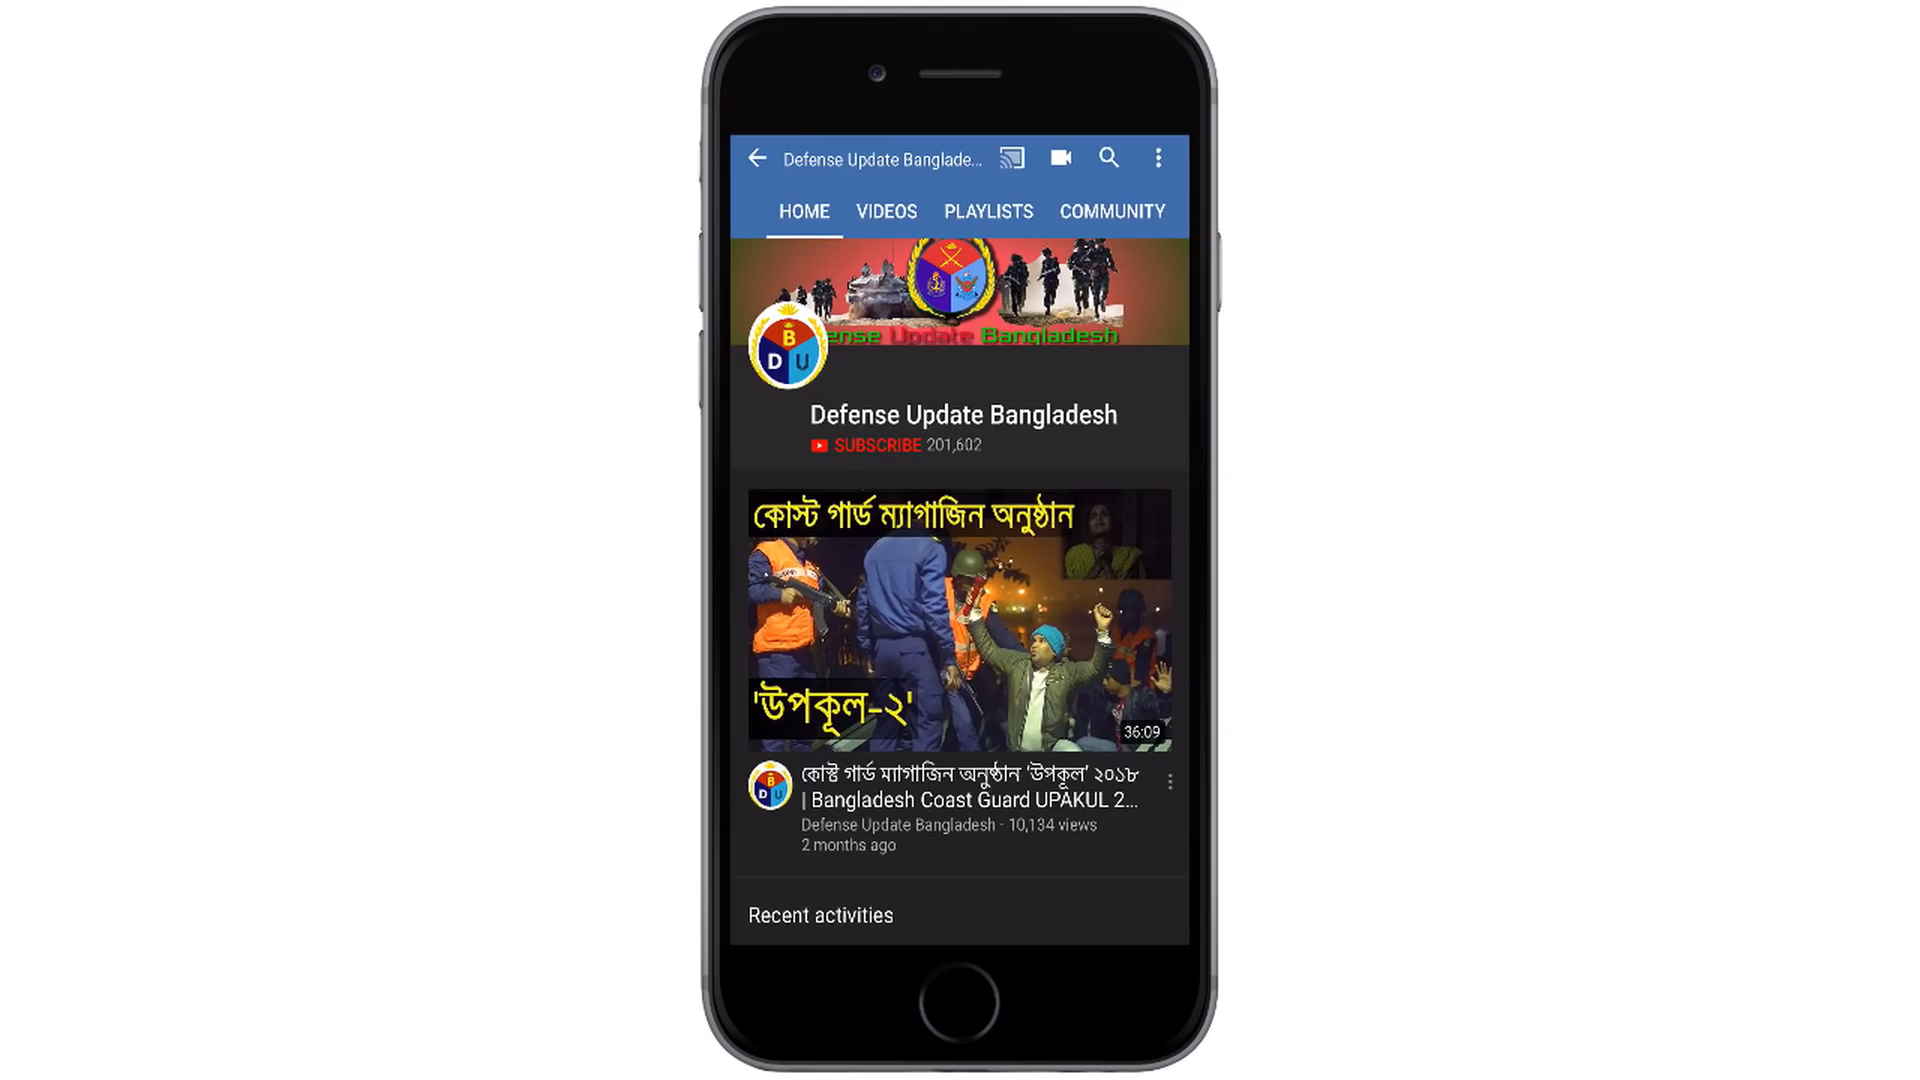 Defense Update Banglade...
HOME VIDEOS PLAYLISTS COMMUNITY
ense Update Bangladesh
B
D U
Defense Update Bangladesh
SUBSCRIBE 201,602
কোস্ট গার্ড ম্যাগাজিন অনুষ্ঠান
'উপকূল-২'
36:09
B
D U
কোস্ট গার্ড ম্যাগাজিন অনুষ্ঠান 'উপকূল' ২০১৮
| Bangladesh Coast Guard UPAKUL 2...
Defense Update Bangladesh · 10,134 views
2 months ago
Recent activities